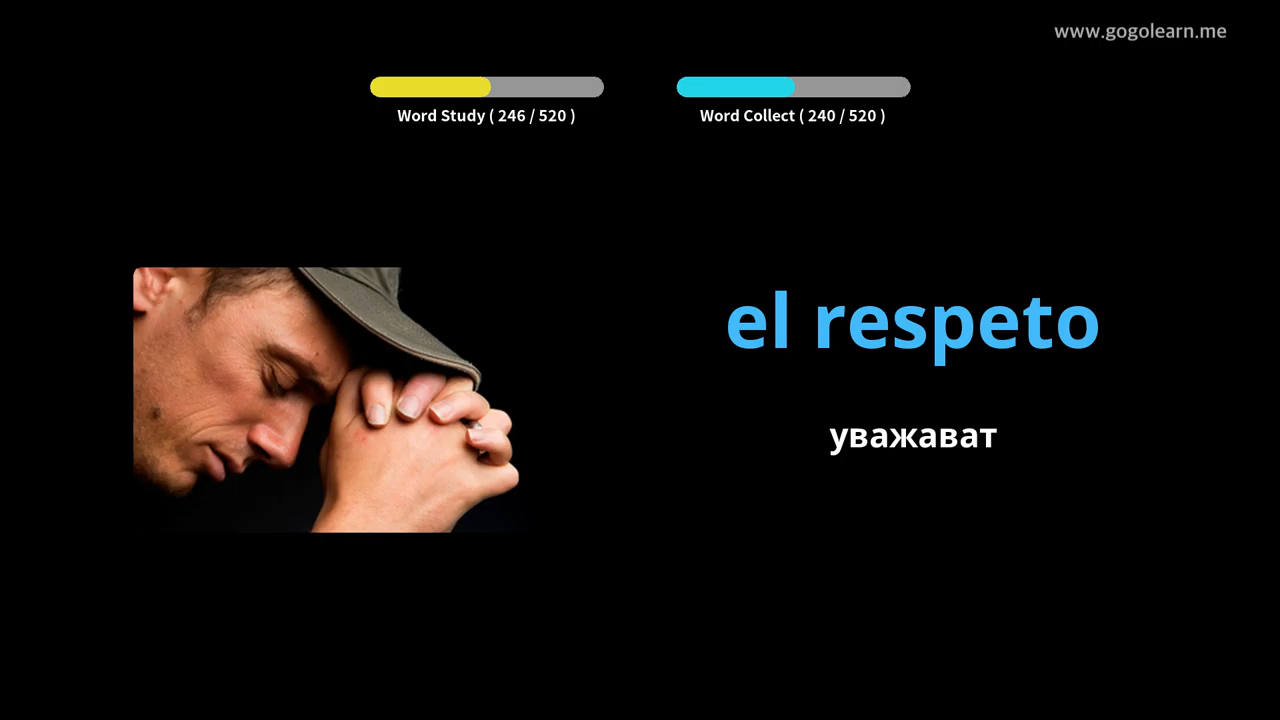 www.gogolearn.me
Word Study ( 246 / 520 )
Word Collect ( 240 / 520 )
el respeto
уважават